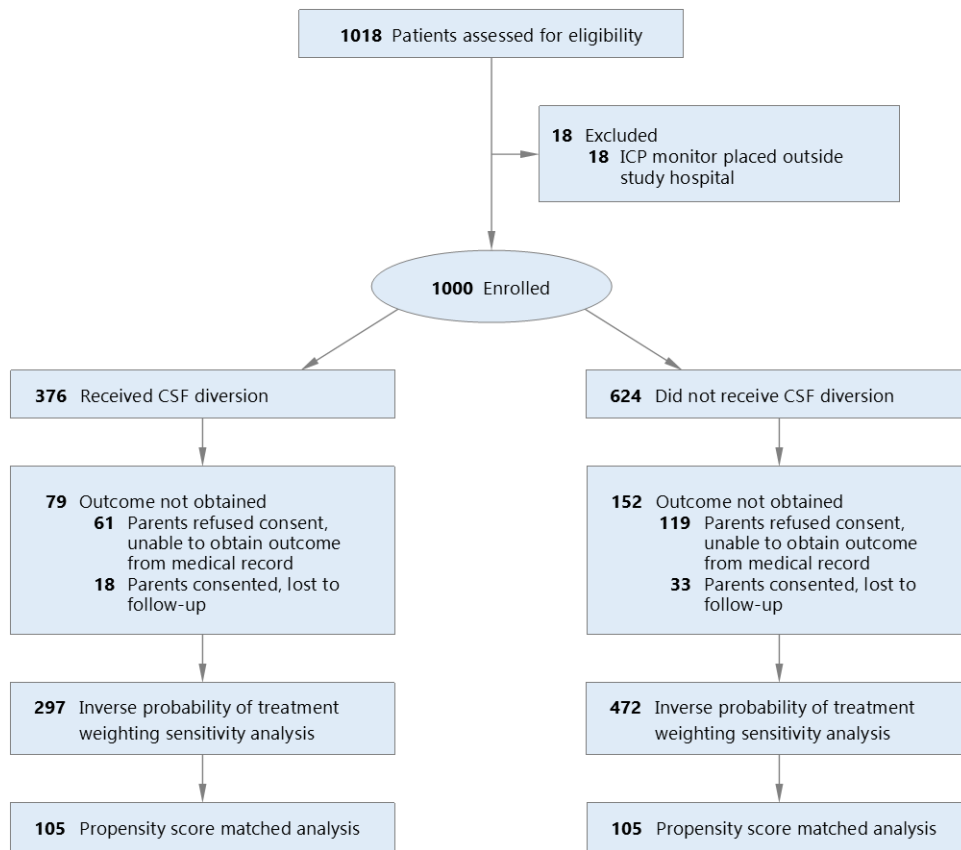 1018 Patients assessed for eligibility
18 Excluded
18 ICP monitor placed outside
study hospital
1000 Enrolled
376 Received CSF diversion
624 Did not receive CSF diversion
79 Outcome not obtained
61 Parents refused consent,
unable to obtain outcome
from medical record
18 Parents consented, lost to
follow-up
152 Outcome not obtained
119 Parents refused consent,
unable to obtain outcome
from medical record
33 Parents consented, lost to
follow-up
297 Inverse probability of treatment
weighting sensitivity analysis
472 Inverse probability of treatment
weighting sensitivity analysis
105 Propensity score matched analysis
105 Propensity score matched analysis